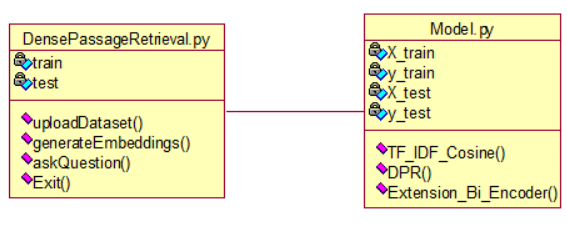 DensePassageRetrieval.py
train
test
uploadDataset()
generateEmbeddings()
askQuestion()
Exit()
Model.py
X_train
y_train
X_test
y_test
TF_IDF_Cosine()
DPR()
Extension_Bi_Encoder()